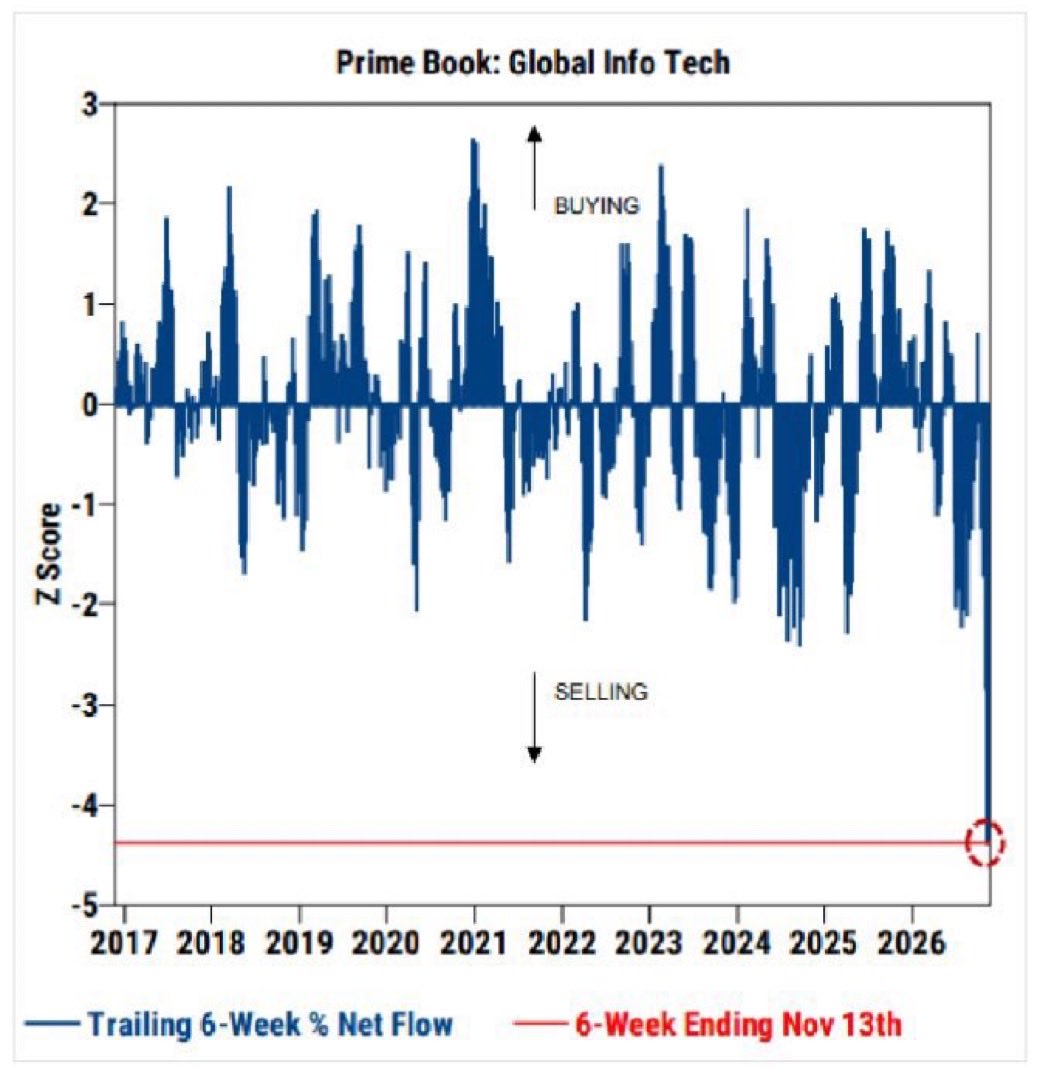 Prime Book: Global Info Tech
3
2
1
0
-1
-2
-3
-4
-5
Z Score
BUYING
SELLING
2017 2018 2019 2020 2021 2022 2023 2024 2025 2026
Trailing 6-Week % Net Flow
6-Week Ending Nov 13th